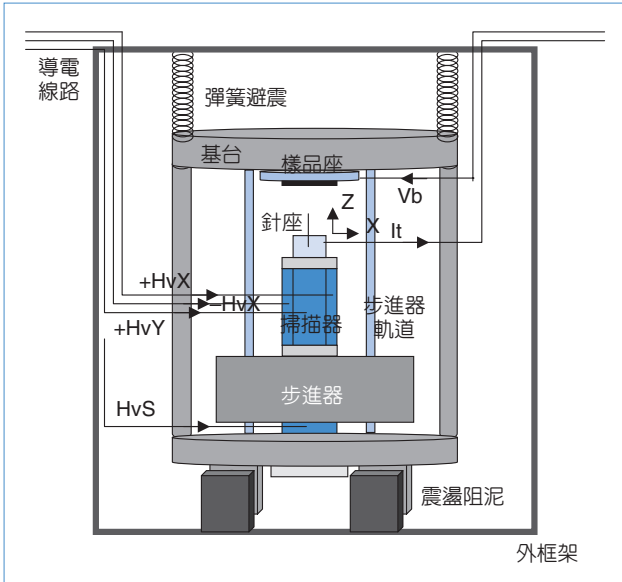 導電
線路
彈簧避震
基台
樣品座
Vb
Z
針座
X
It
+HvX
–HvX
掃描器
步進器
軌道
+HvY
步進器
HvS
震盪阻泥
外框架